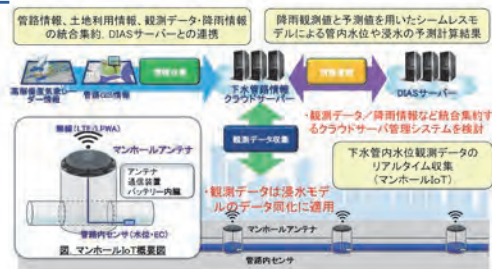 管路情報、土地利用情報、観測データ・降雨情報
の統合集約、DIASサーバーとの連携
降雨観測値と予測値を用いたシームレスモ
デルによる管内水位や浸水の予測計算結果
情報収集
高解像度気象レー
ダー情報
管路GIS情報
下水管路情報
クラウドサーバー
DIASサーバー
・観測データ／降雨情報など統合集約す
るクラウドサーバ管理システムを検討
無線(LTE/LPWA)
マンホールアンテナ
アンテナ
通信装置
バッテリー内臓
管路内センサ(水位・EC)
図. マンホールIoT概要図
観測データ収集
下水管内水位観測データの
リアルタイム収集
(マンホールIoT)
・観測データは浸水モデ
ルのデータ同化に適用
マンホールアンテナ
管路内センサ